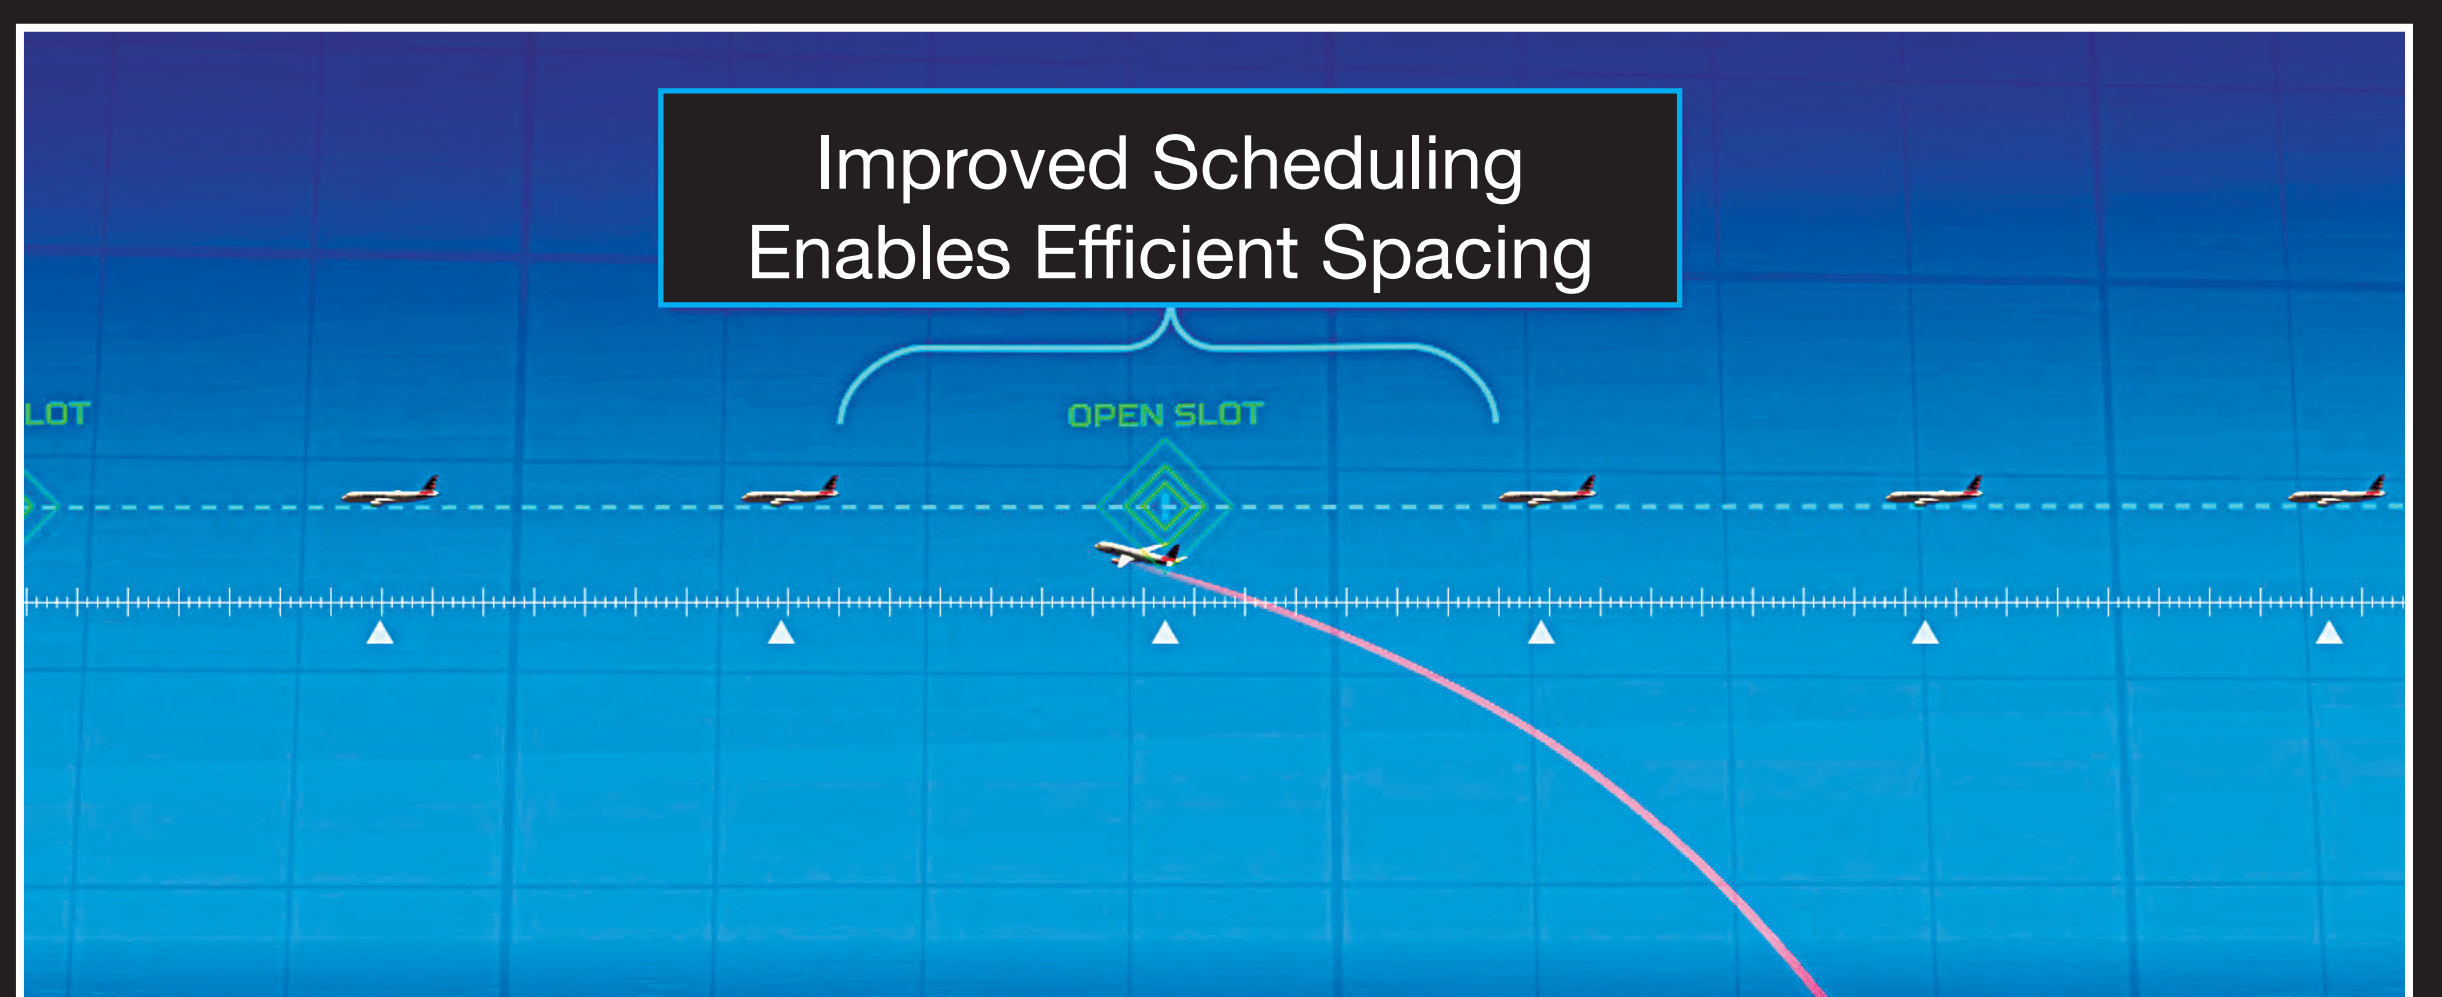 Improved Scheduling
Enables Efficient Spacing
LOT
OPEN SLOT